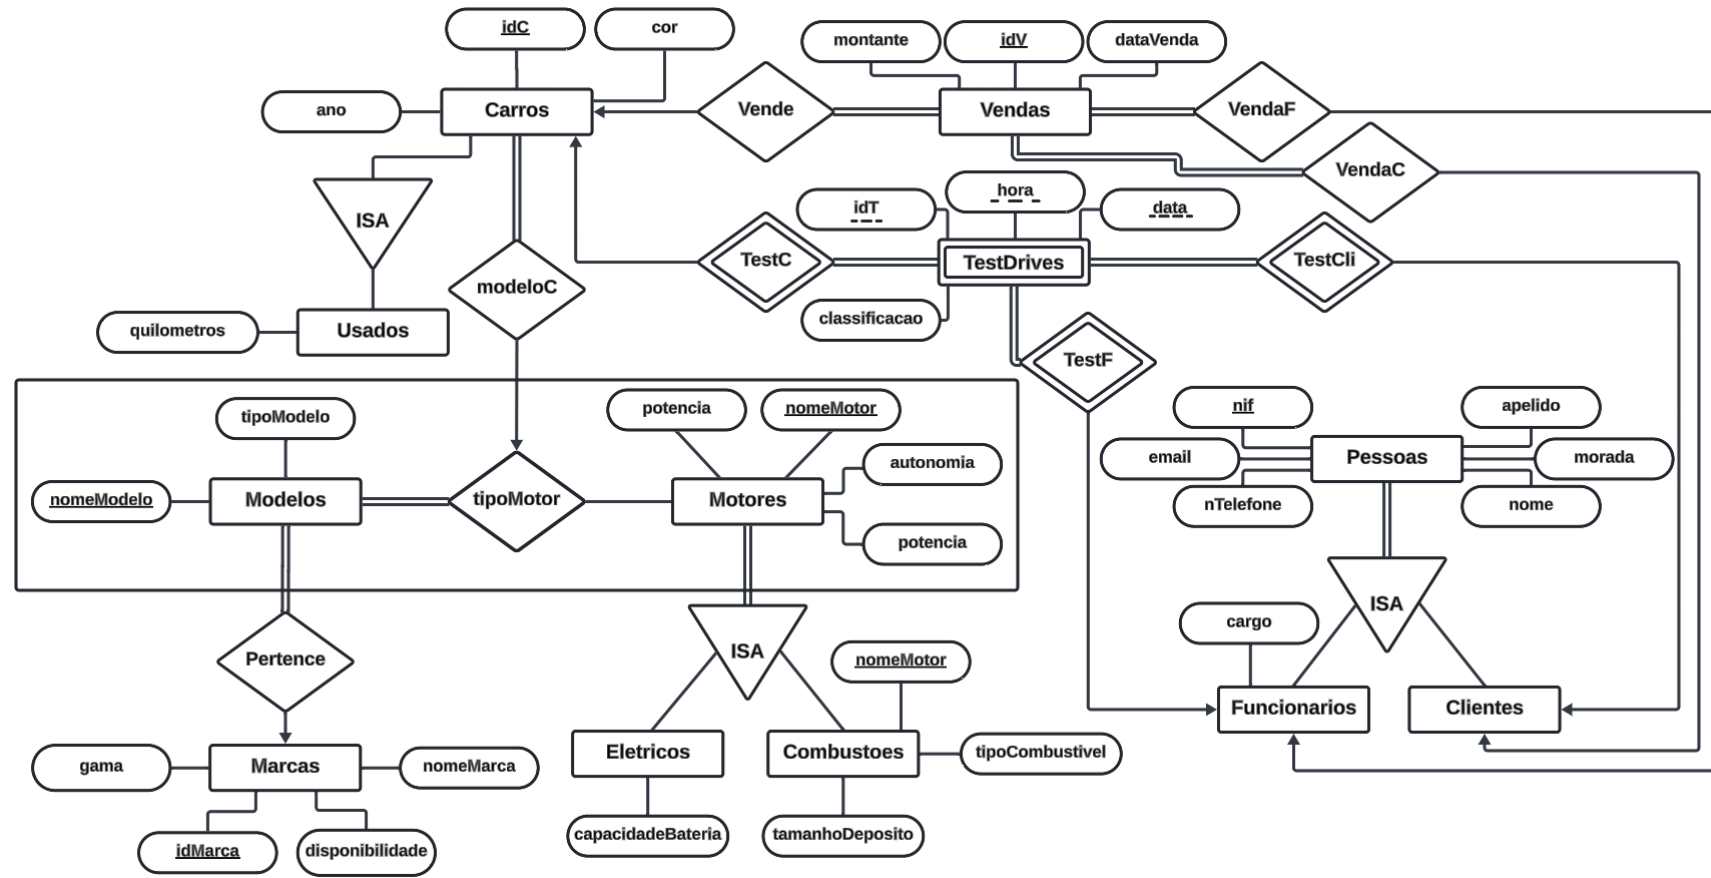 idC
cor
montante
idV
dataVenda
ano
Carros
Vende
Vendas
VendaF
VendaC
ISA
idT
hora
data
TestC
TestDrives
TestCli
modeloC
quilometros
Usados
classificacao
TestF
tipoModelo
potencia
nomeMotor
nif
apelido
email
Pessoas
morada
autonomia
nomeModelo
Modelos
tipoMotor
Motores
nTelefone
nome
potencia
ISA
cargo
Pertence
ISA
nomeMotor
Funcionarios
Clientes
gama
Marcas
nomeMarca
Eletricos
Combustoes
tipoCombustivel
idMarca
disponibilidade
capacidadeBateria
tamanhoDeposito